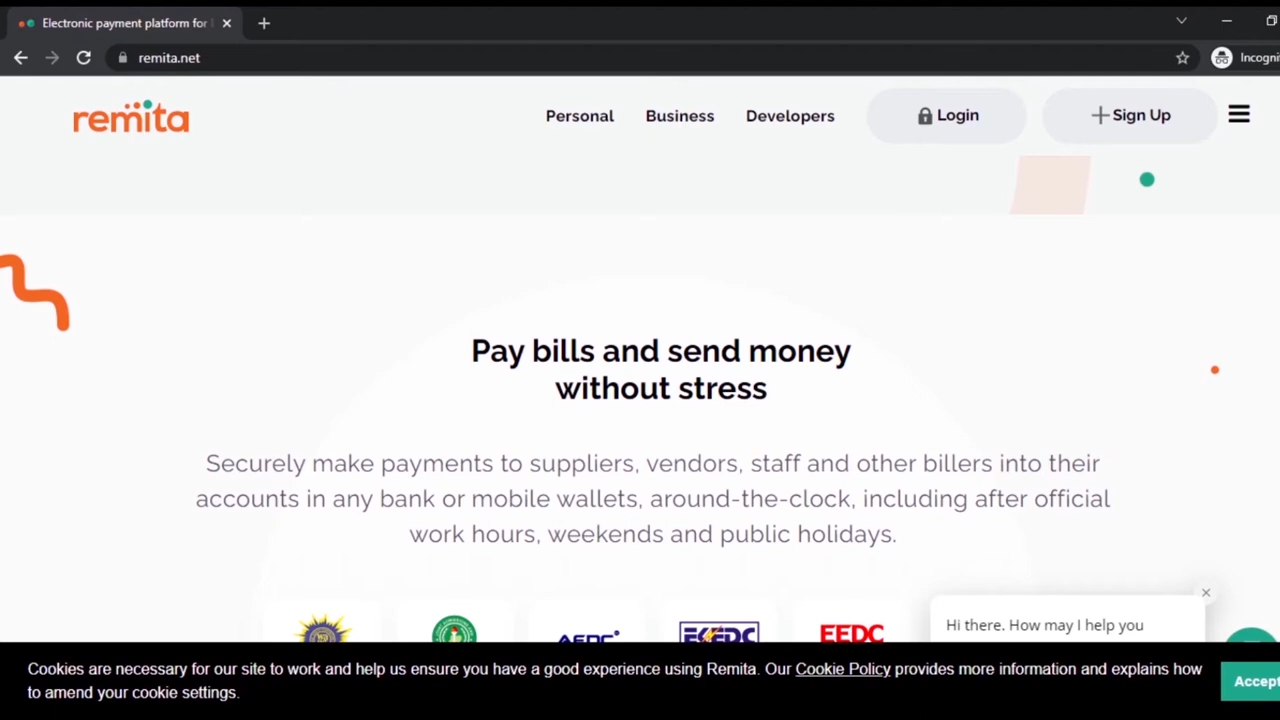 Electronic payment platform for
remita.net
Incogni
remita
Personal
Business
Developers
Login
Sign Up
Pay bills and send money
without stress
Securely make payments to suppliers, vendors, staff and other billers into their
accounts in any bank or mobile wallets, around-the-clock, including after official
work hours, weekends and public holidays.
AEDC
EKEDC
EEDC
Hi there. How may I help you
Cookies are necessary for our site to work and help us ensure you have a good experience using Remita. Our Cookie Policy provides more information and explains how
to amend your cookie settings.
Accept